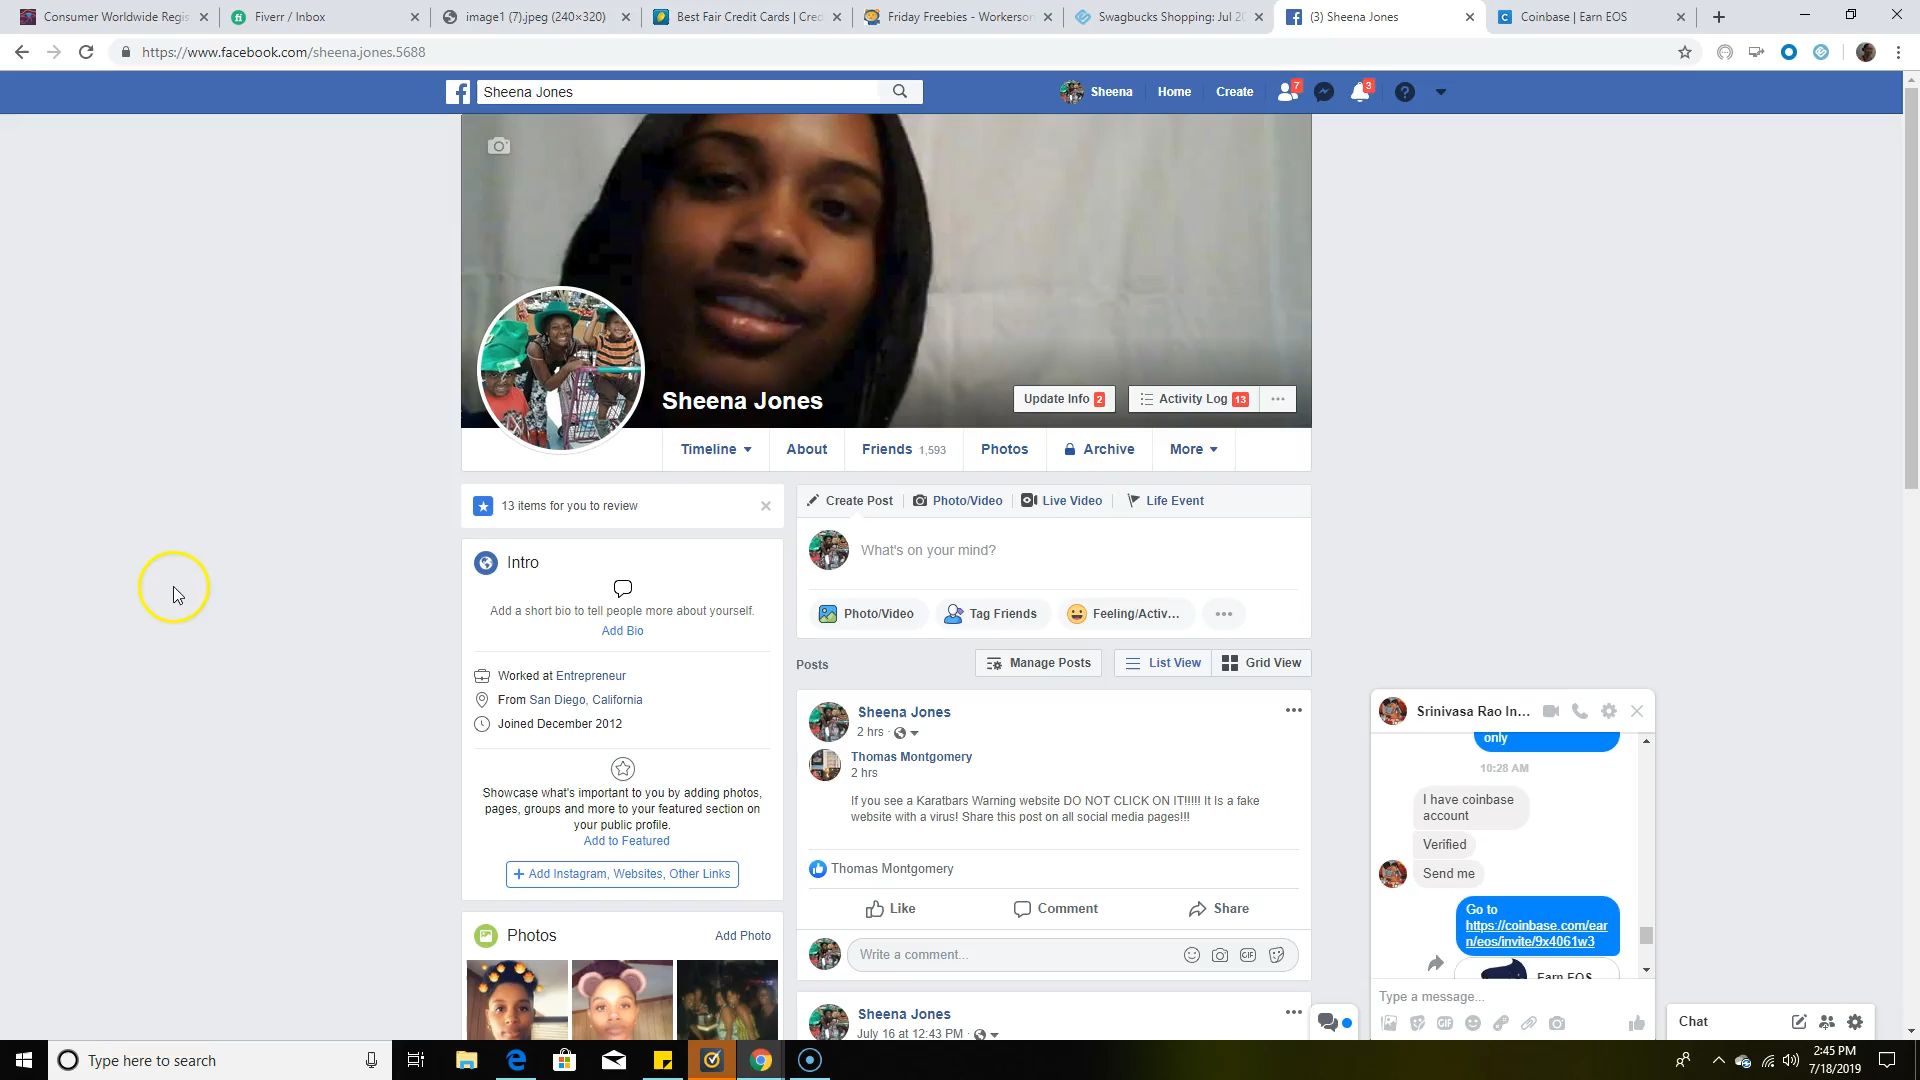 Consumer Worldwide Regis
Fiverr / Inbox
image1 (7).jpeg (240×320)
Best Fair Credit Cards | Cred
Friday Freebies - Workersor
Swagbucks Shopping: Jul 20
(3) Sheena Jones
Coinbase | Earn EOS
https://www.facebook.com/sheena.jones.5688
Sheena Jones
Sheena
Home
Create
7
3
Sheena Jones
Update Info 2
Activity Log 13
Timeline
About
Friends 1,593
Photos
Archive
More
13 items for you to review
Intro
Add a short bio to tell people more about yourself.
Add Bio
Worked at Entrepreneur
From San Diego, California
Joined December 2012
Showcase what's important to you by adding photos,
pages, groups and more to your featured section on
your public profile.
Add to Featured
+ Add Instagram, Websites, Other Links
Photos
Add Photo
Create Post
Photo/Video
Live Video
Life Event
What's on your mind?
Photo/Video
Tag Friends
Feeling/Activ...
Posts
Manage Posts
List View
Grid View
Sheena Jones
2 hrs
Thomas Montgomery
2 hrs
If you see a Karatbars Warning website DO NOT CLICK ON IT!!!!! It Is a fake
website with a virus! Share this post on all social media pages!!!
Thomas Montgomery
Like
Comment
Share
Write a comment...
GIF
Sheena Jones
July 16 at 12:43 PM
Srinivasa Rao In...
only
10:28 AM
I have coinbase
account
Verified
Send me
Go to
https://coinbase.com/ear
n/eos/invite/9x4061w3
Earn EOS
Type a message...
GIF
Chat
Type here to search
2:45 PM
7/18/2019